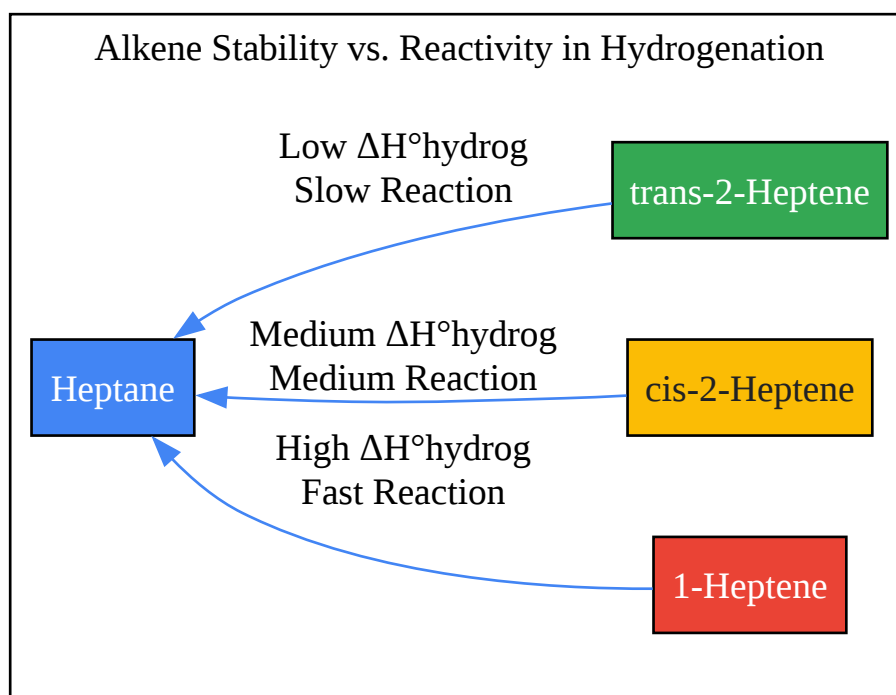 Alkene Stability vs. Reactivity in Hydrogenation
Low ΔH°hydrog
Slow Reaction
trans-2-Heptene
Medium ΔH°hydrog
Medium Reaction
Heptane
cis-2-Heptene
High ΔH°hydrog
Fast Reaction
1-Heptene